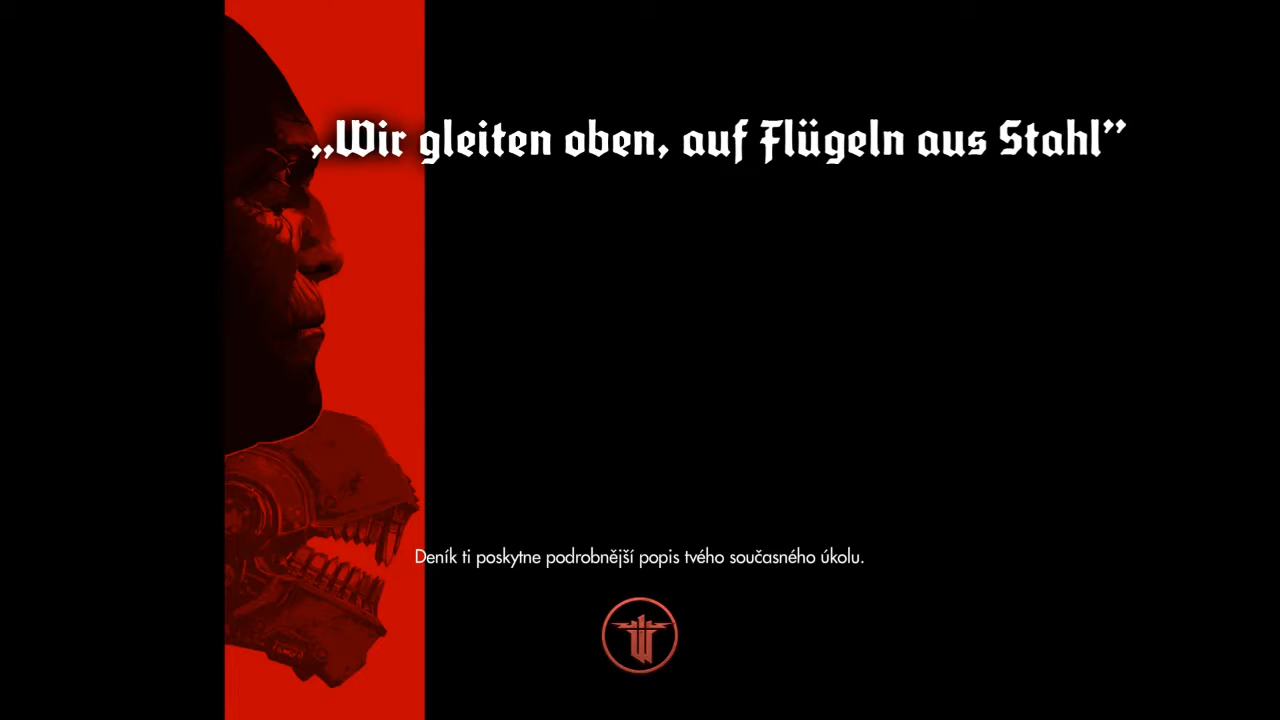 „Wir gleiten oben, auf Flügeln aus Stahl”
Deník ti poskytne podrobnější popis tvého současného úkolu.